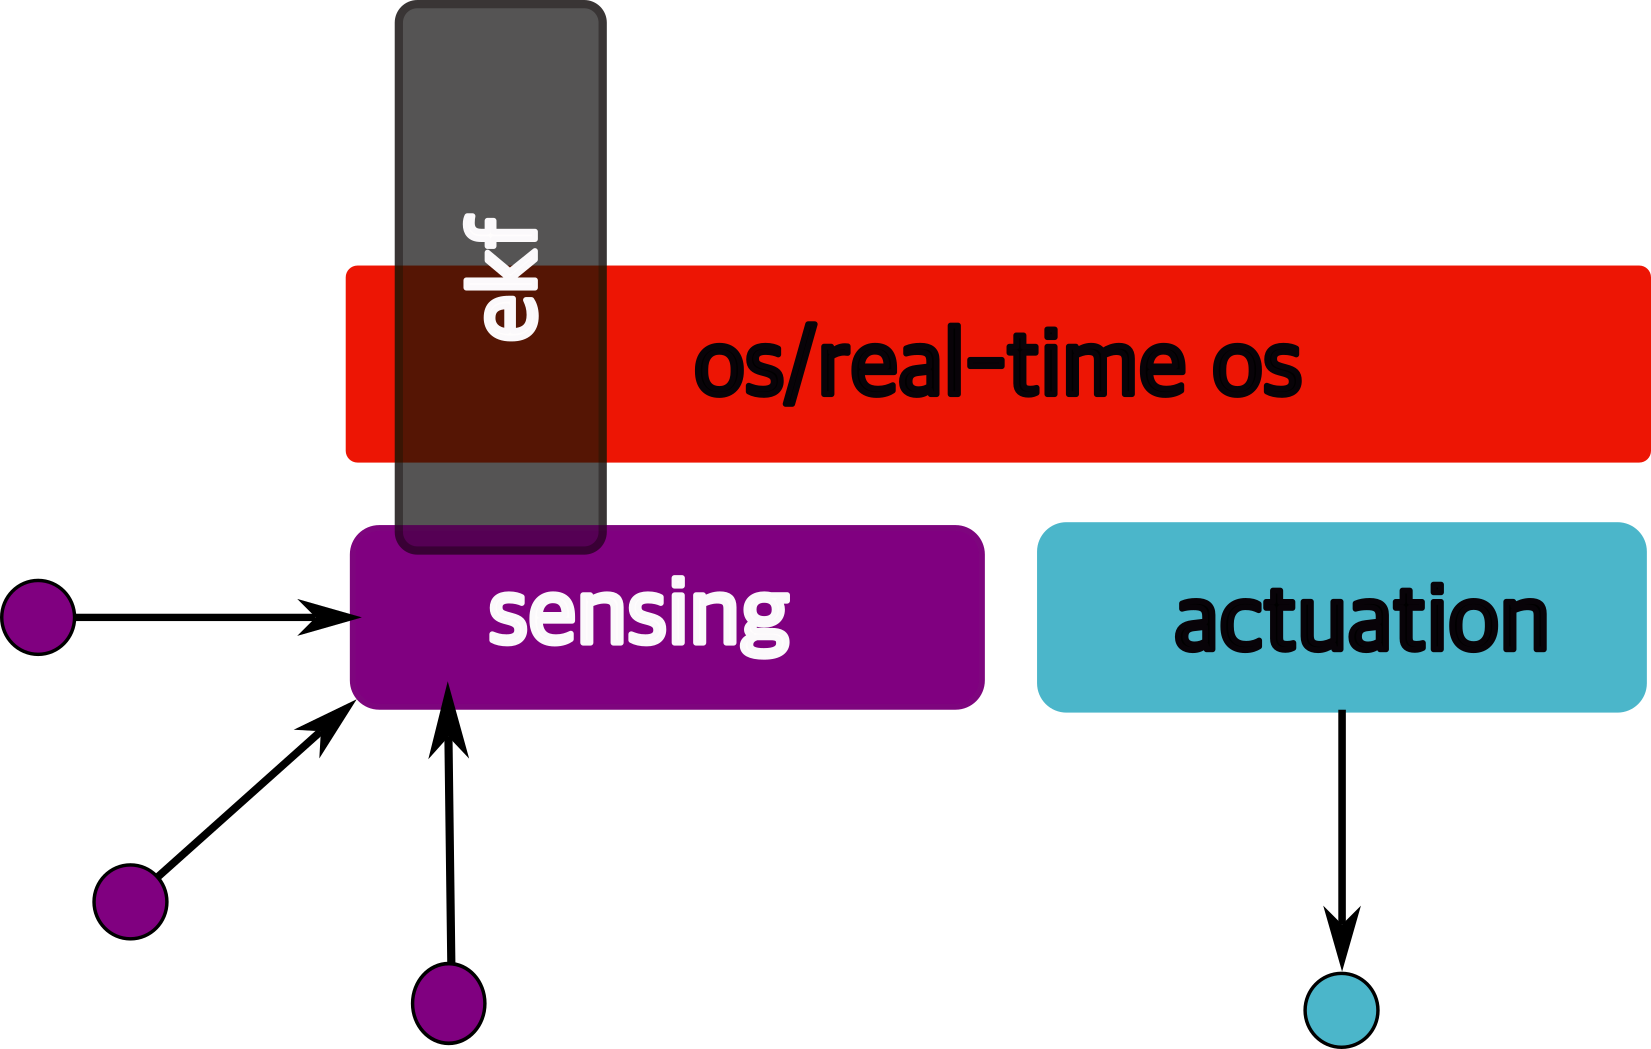 ekf
os/real-time os
sensing
actuation